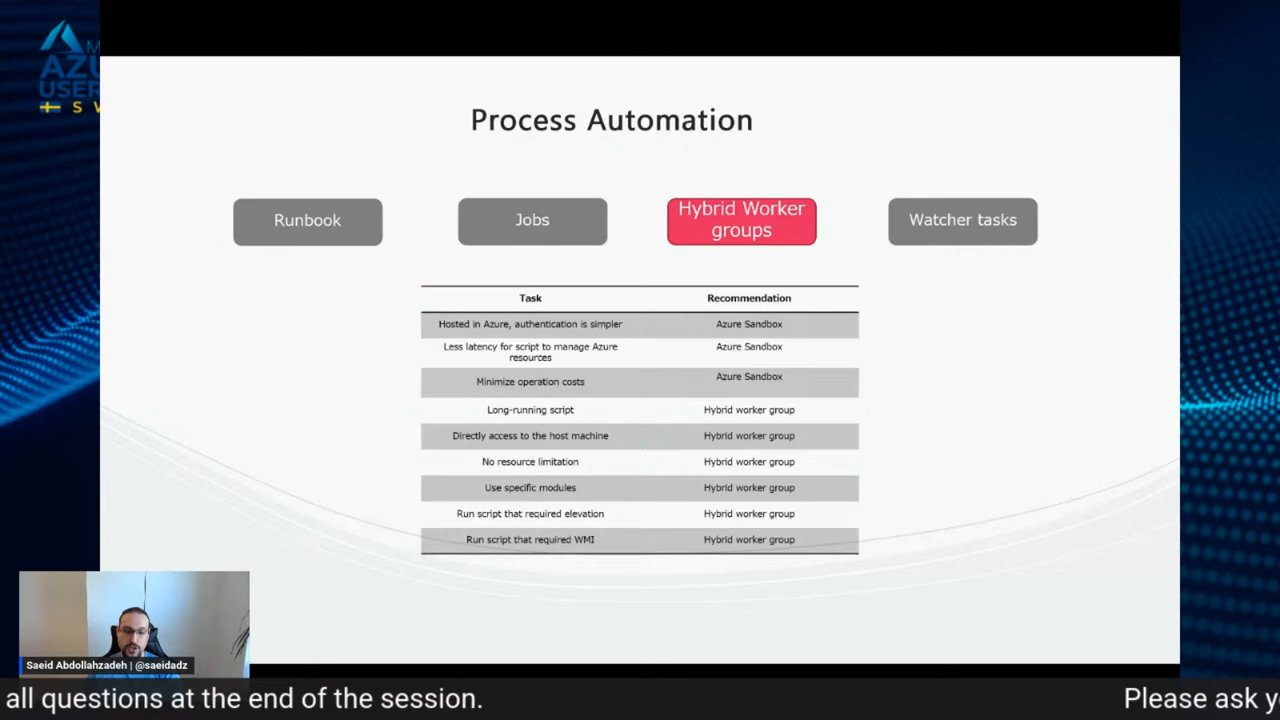 AZU
USER
S
Process Automation
Runbook
Jobs
Hybrid Worker
groups
Watcher tasks
Task Recommendation
Hosted in Azure, authentication is simpler Azure Sandbox
Less latency for script to manage Azure
resources
Azure Sandbox
Minimize operation costs Azure Sandbox
Long-running script Hybrid worker group
Directly access to the host machine Hybrid worker group
No resource limitation Hybrid worker group
Use specific modules Hybrid worker group
Run script that required elevation Hybrid worker group
Run script that required WMI Hybrid worker group
Saeid Abdollahzadeh | @saeidadz
all questions at the end of the session. Please ask y